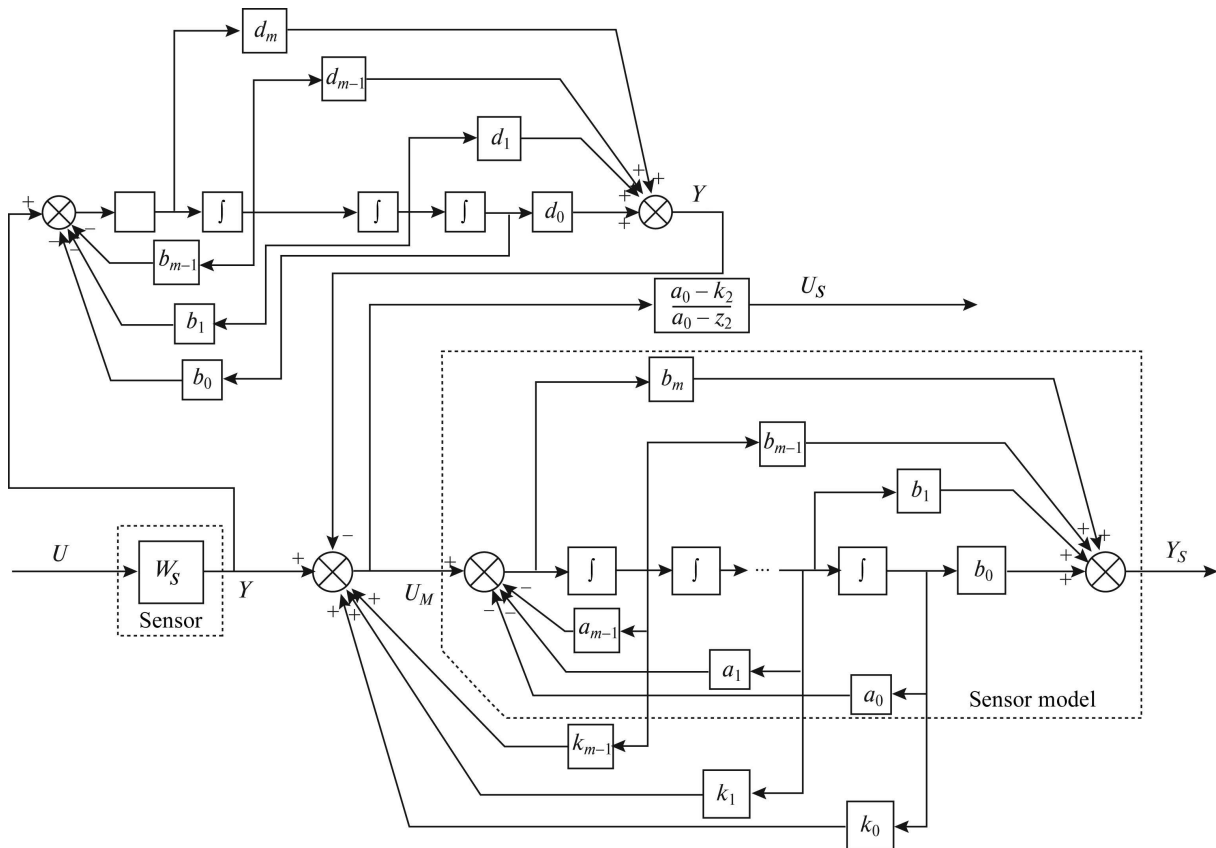 d_m
d_{m-1}
d_1
+ + + + Y
+ ∫ ∫ ∫ d_0 +
− − −
b_{m-1}
b_1
b_0
a_0 − k_2
a_0 − z_2
U_S
b_m
b_{m-1}
b_1
U W_S Y
Sensor
+ −
U_M
+ ∫ ∫ ... ∫ b_0 + + + + Y_S
+ + +
− − −
a_{m-1}
a_1
a_0
Sensor model
k_{m-1}
k_1
k_0